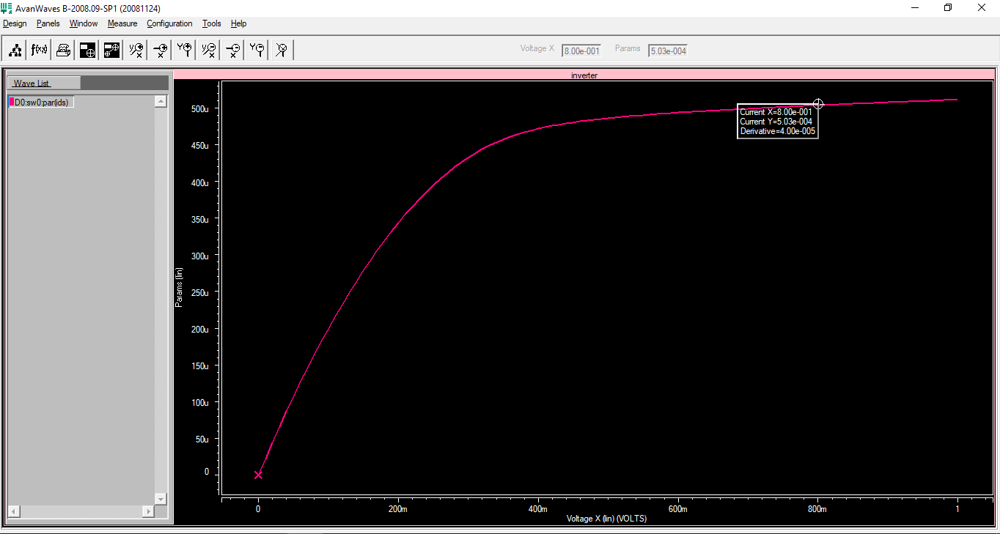 AvanWaves B-2008.09-SP1 (20081124)
Design Panels Window Measure Configuration Tools Help
f(x) Voltage X 8.00e-001 Params 5.03e-004
Wave List
D0:sw0:par(ids)
inverter
500u
450u
400u
350u
300u
250u
200u
150u
100u
50u
0
Params (lin)
Current X=8.00e-001
Current Y=5.03e-004
Derivative=4.00e-005
0 200m 400m 600m 800m 1
Voltage X (lin) (VOLTS)